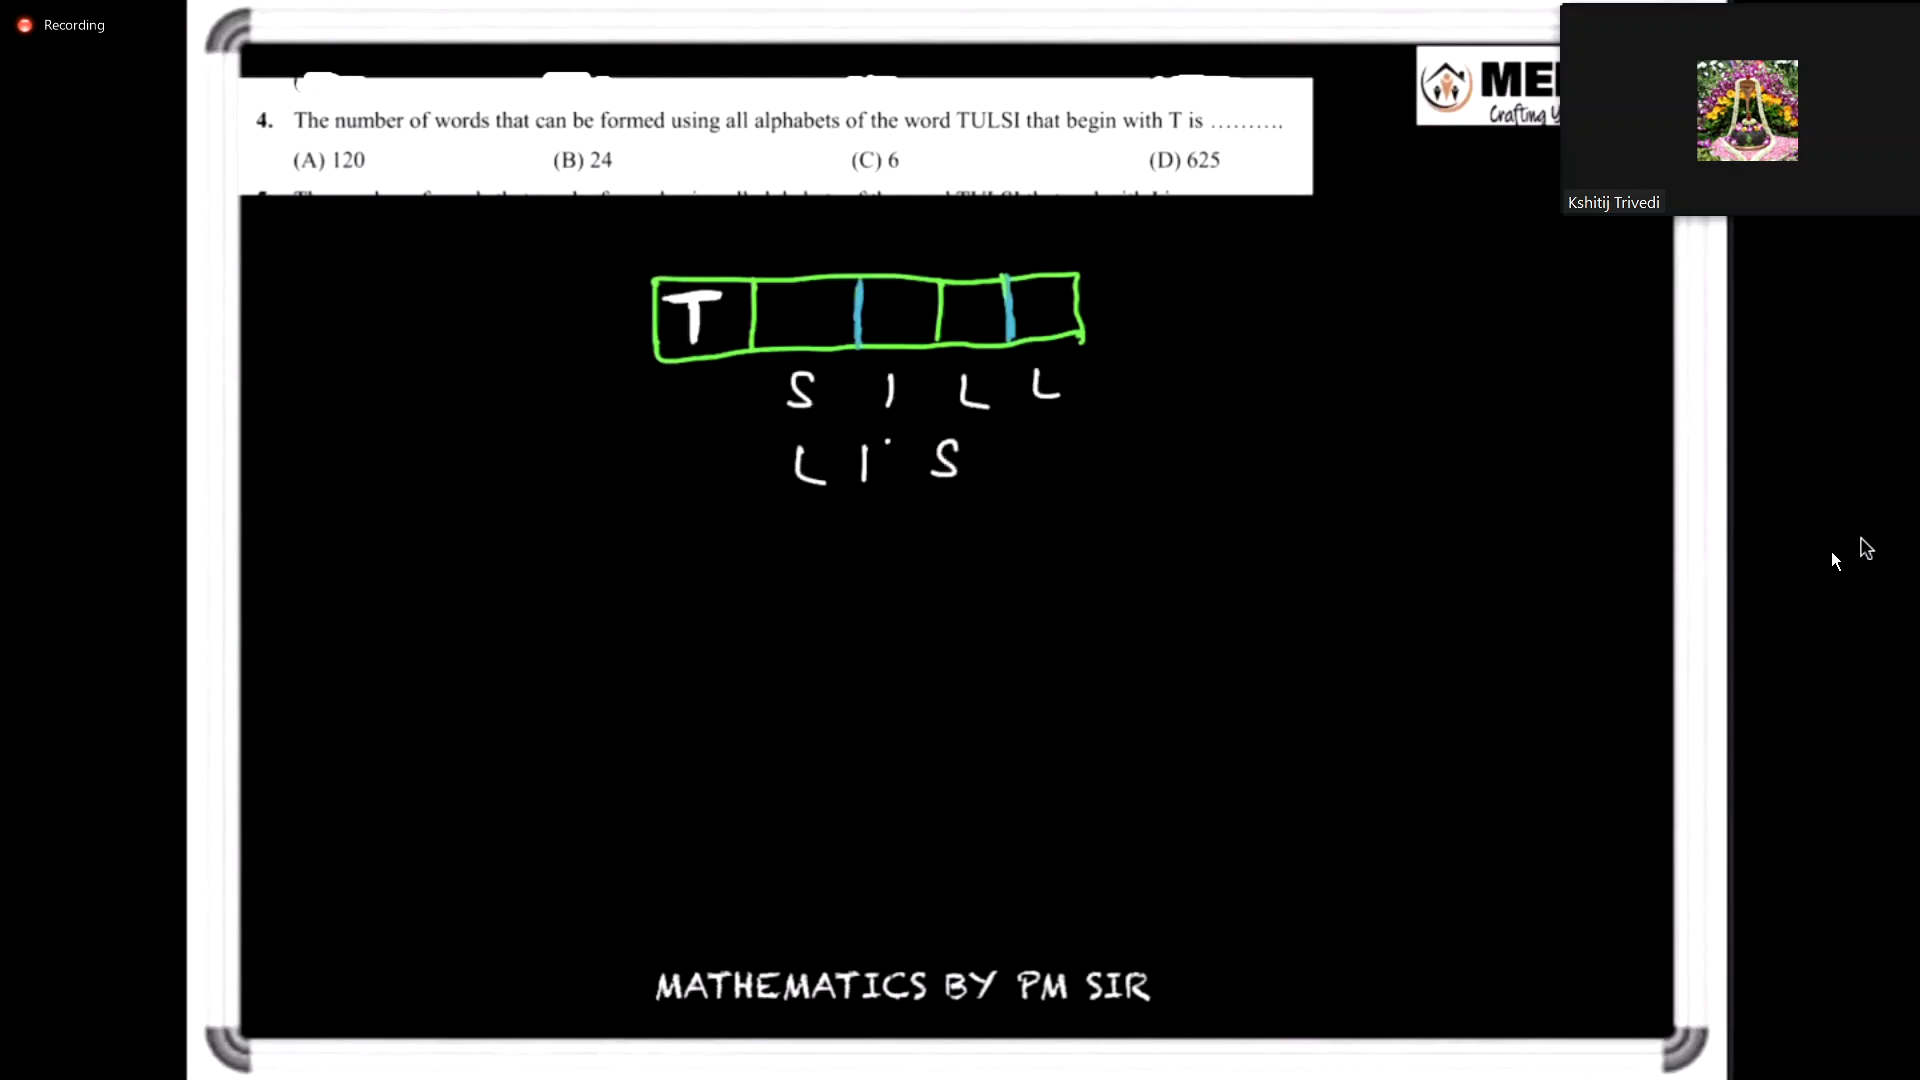 Recording
4. The number of words that can be formed using all alphabets of the word TULSI that begin with T is ..........
(A) 120 (B) 24 (C) 6 (D) 625
Crafting
Kshitij Trivedi
T
S I L L
L I S
MATHEMATICS BY PM SIR